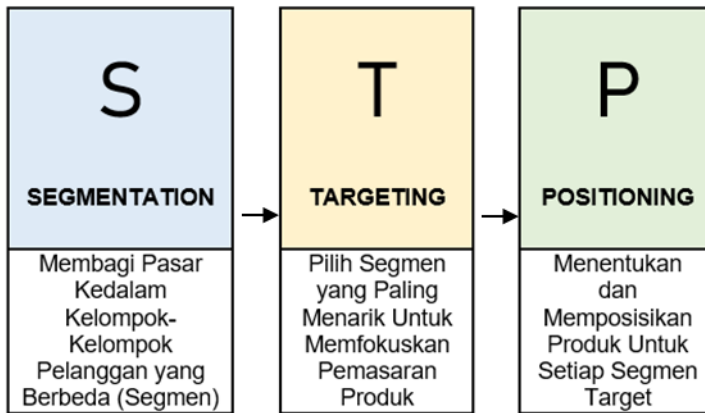 S
SEGMENTATION
Membagi Pasar
Kedalam
Kelompok-
Kelompok
Pelanggan yang
Berbeda (Segmen)
T
TARGETING
Pilih Segmen
yang Paling
Menarik Untuk
Memfokuskan
Pemasaran
Produk
P
POSITIONING
Menentukan
dan
Memposisikan
Produk Untuk
Setiap Segmen
Target